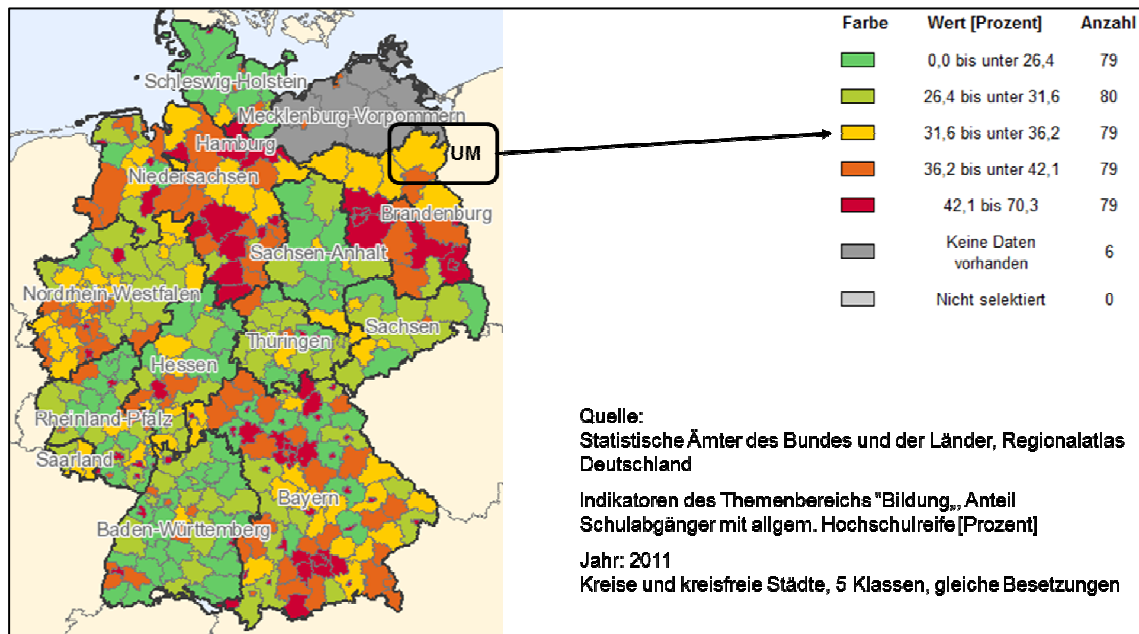 Schleswig-Holstein
Mecklenburg-Vorpommern
Hamburg
UM
Niedersachsen
Brandenburg
Sachsen-Anhalt
Nordrhein-Westfalen
Sachsen
Thüringen
Hessen
Rheinland-Pfalz
Saarland
Bayern
Baden-Württemberg
Farbe Wert [Prozent] Anzahl
0,0 bis unter 26,4 79
26,4 bis unter 31,6 80
31,6 bis unter 36,2 79
36,2 bis unter 42,1 79
42,1 bis 70,3 79
Keine Daten
vorhanden 6
Nicht selektiert 0
Quelle:
Statistische Ämter des Bundes und der Länder, Regionalatlas
Deutschland
Indikatoren des Themenbereichs "Bildung„, Anteil
Schulabgänger mit allgem. Hochschulreife [Prozent]
Jahr: 2011
Kreise und kreisfreie Städte, 5 Klassen, gleiche Besetzungen